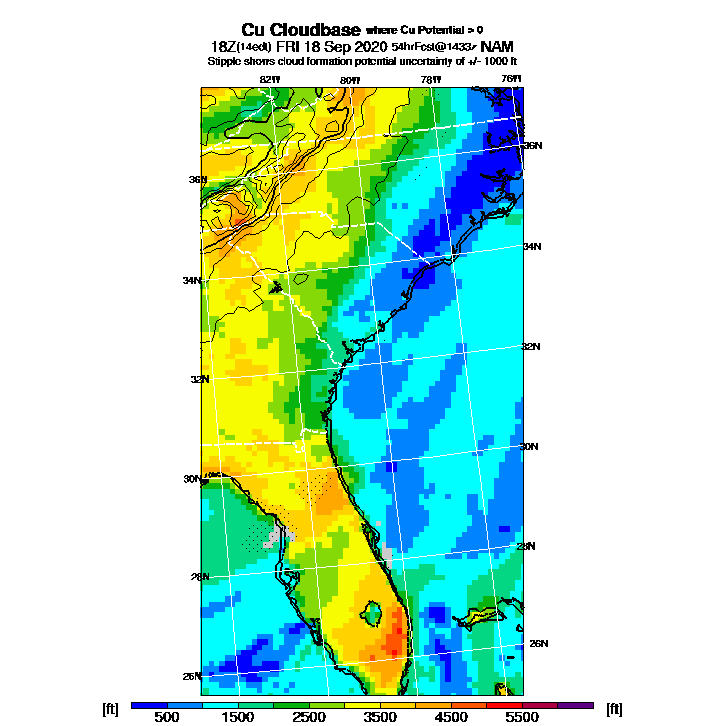 Cu Cloudbase where Cu Potential > 0
18Z(14edt) FRI 18 Sep 2020 54hrFcst@1433z NAM
Stipple shows cloud formation potential uncertainty of +/- 1000 ft
82W 80W 78W 76W
36N 36N
34N 34N
32N 32N
30N 30N
28N 28N
26N 26N
[ft] 500 1500 2500 3500 4500 5500 [ft]